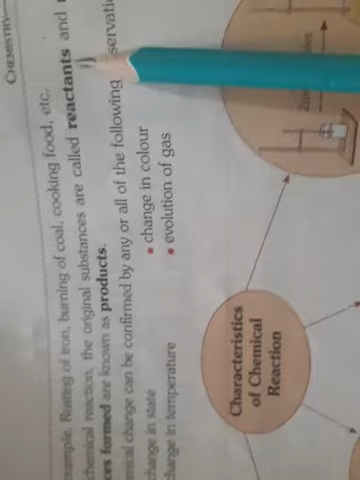 CHEMISTRY
example, Rusting of iron, burning of coal, cooking food, etc.
chemical reaction, the original substances are called reactants and
ces formed are known as products.
mical change can be confirmed by any or all of the following
change in state • change in colour
change in temperature • evolution of gas
Characteristics
of Chemical
Reaction